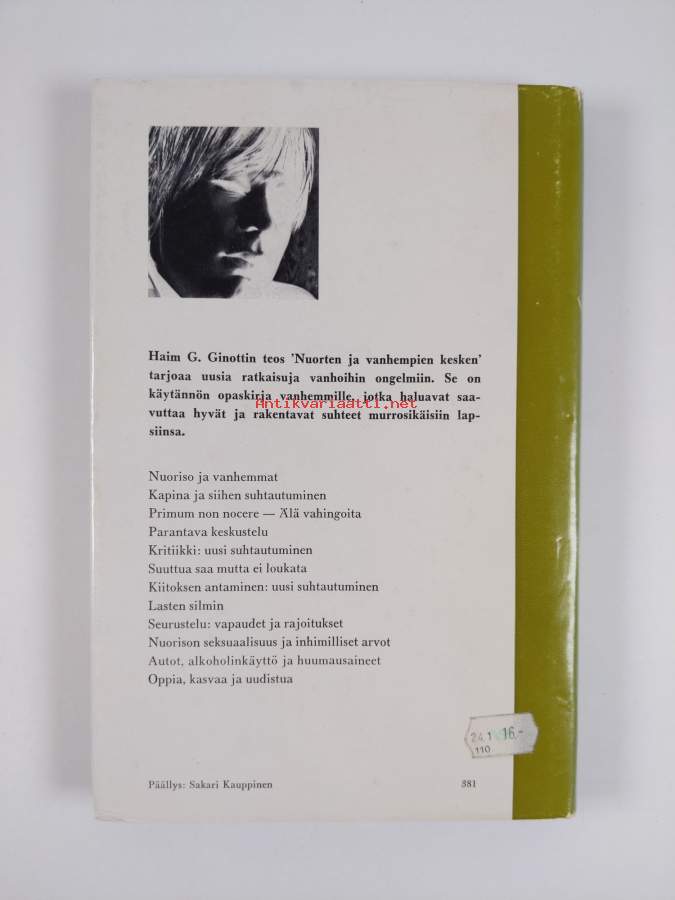 Haim G. Ginottin teos 'Nuorten ja vanhempien kesken'
tarjoaa uusia ratkaisuja vanhoihin ongelmiin. Se on
käytännön opaskirja vanhemmille, jotka haluavat saa-
Antikvariaatti.net
vuttaa hyvät ja rakentavat suhteet murrosikäisiin lap-
siinsa.
Nuoriso ja vanhemmat
Kapina ja siihen suhtautuminen
Primum non nocere — Älä vahingoita
Parantava keskustelu
Kritiikki: uusi suhtautuminen
Suuttua saa mutta ei loukata
Kiitoksen antaminen: uusi suhtautuminen
Lasten silmin
Seurustelu: vapaudet ja rajoitukset
Nuorison seksuaalisuus ja inhimilliset arvot
Autot, alkoholinkäyttö ja huumausaineet
Oppia, kasvaa ja uudistua
24.1 16,-
110
Päällys: Sakari Kauppinen 381